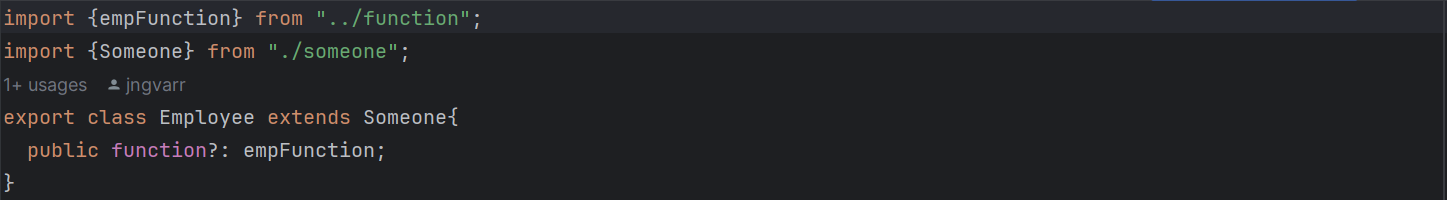 import {empFunction} from "../function";
import {Someone} from "./someone";
1+ usages jngvarr
export class Employee extends Someone{
  public function?: empFunction;
}